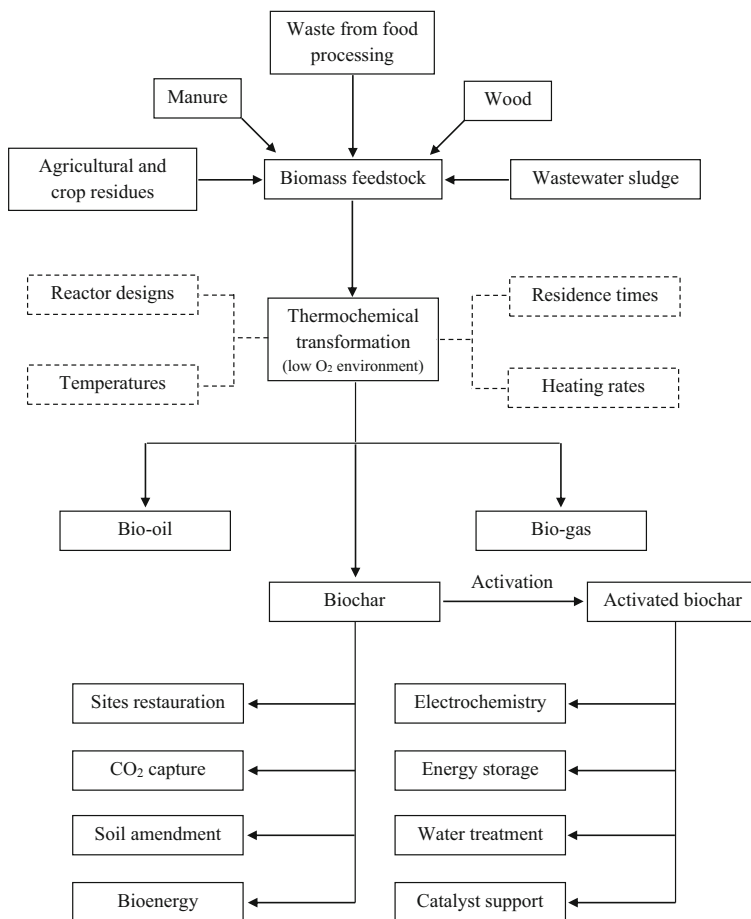 Waste from food
processing
Manure
Wood
Agricultural and
crop residues
Biomass feedstock
Wastewater sludge
Reactor designs
Residence times
Thermochemical
transformation
(low O₂ environment)
Temperatures
Heating rates
Bio-oil
Bio-gas
Biochar
Activation
Activated biochar
Sites restauration
Electrochemistry
CO₂ capture
Energy storage
Soil amendment
Water treatment
Bioenergy
Catalyst support